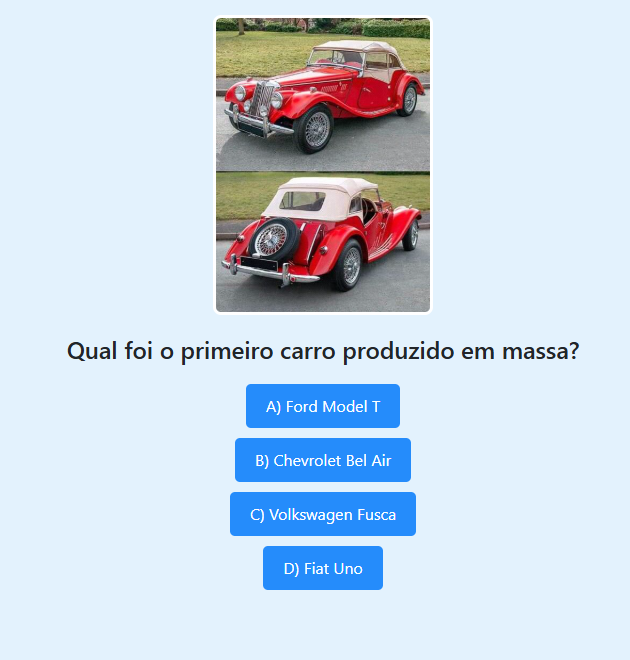 Qual foi o primeiro carro produzido em massa?
A) Ford Model T
B) Chevrolet Bel Air
C) Volkswagen Fusca
D) Fiat Uno